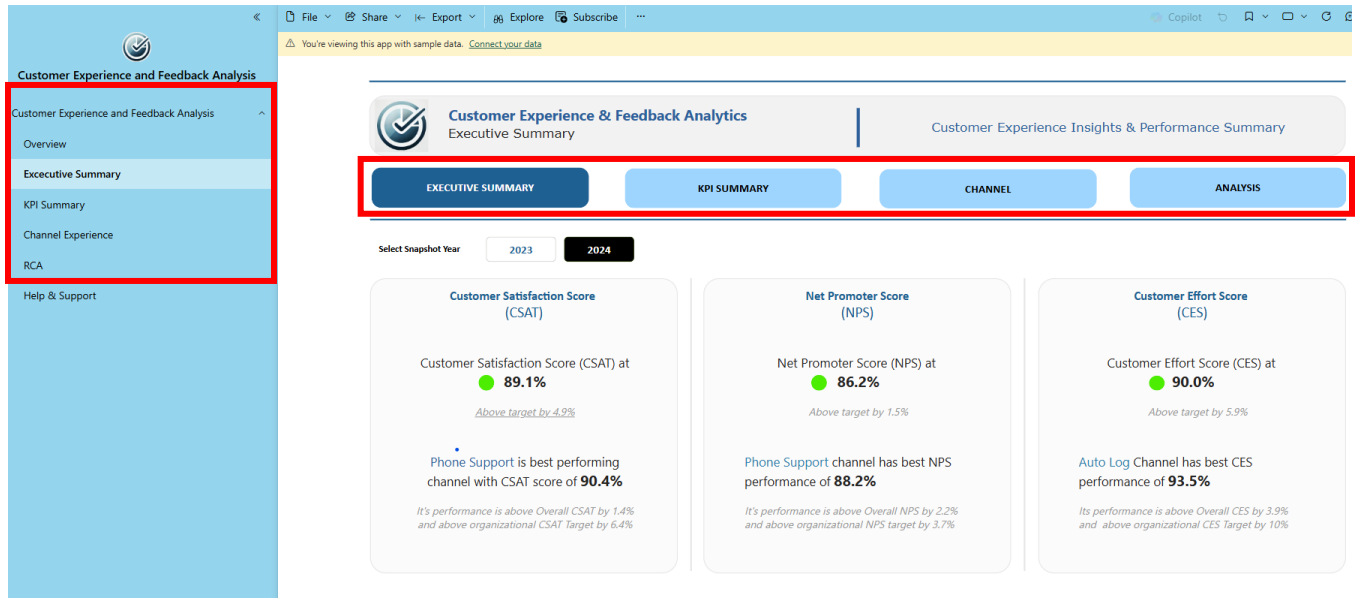 File
Share
Export
Explore
Subscribe
...
Copilot
You're viewing this app with sample data. Connect your data
Customer Experience and Feedback Analysis
Customer Experience and Feedback Analysis
Overview
Excecutive Summary
KPI Summary
Channel Experience
RCA
Help & Support
Customer Experience & Feedback Analytics
Executive Summary
Customer Experience Insights & Performance Summary
EXECUTIVE SUMMARY
KPI SUMMARY
CHANNEL
ANALYSIS
Select Snapshot Year
2023
2024
Customer Satisfaction Score
(CSAT)
Customer Satisfaction Score (CSAT) at
89.1%
Above target by 4.9%
Phone Support is best performing
channel with CSAT score of 90.4%
It's performance is above Overall CSAT by 1.4%
and above organizational CSAT Target by 6.4%
Net Promoter Score
(NPS)
Net Promoter Score (NPS) at
86.2%
Above target by 1.5%
Phone Support channel has best NPS
performance of 88.2%
It's performance is above Overall NPS by 2.2%
and above organizational NPS target by 3.7%
Customer Effort Score
(CES)
Customer Effort Score (CES) at
90.0%
Above target by 5.9%
Auto Log Channel has best CES
performance of 93.5%
Its performance is above Overall CES by 3.9%
and above organizational CES Target by 10%